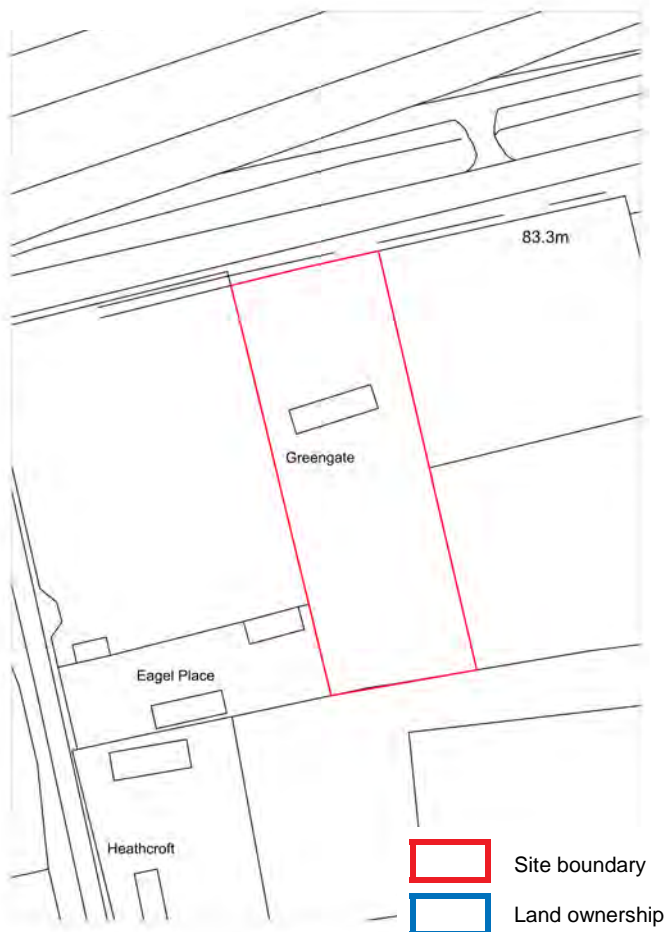 83.3m
Greengate
Eagel Place
Heathcroft
Site boundary
Land ownership